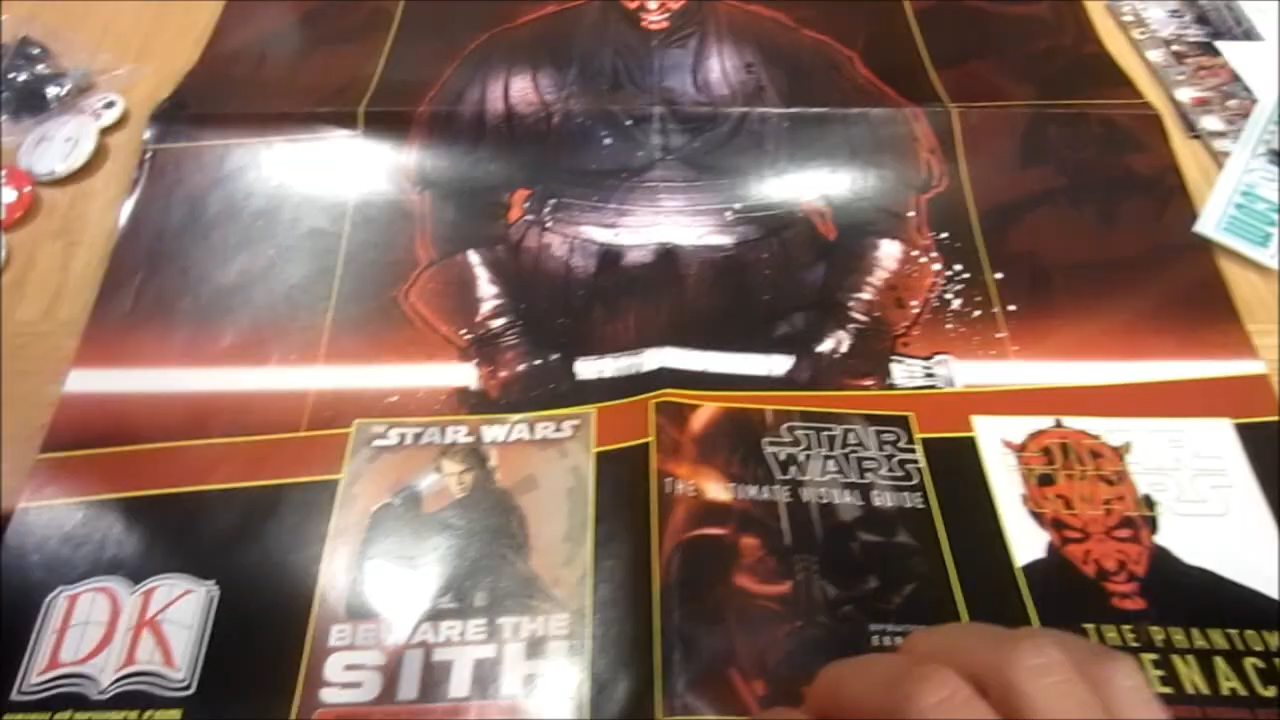 STAR WARS
BEWARE THE
SITH
STAR
WARS
THE ULTIMATE VISUAL GUIDE
STAR
WARS
THE PHANTOM
MENACE
DK